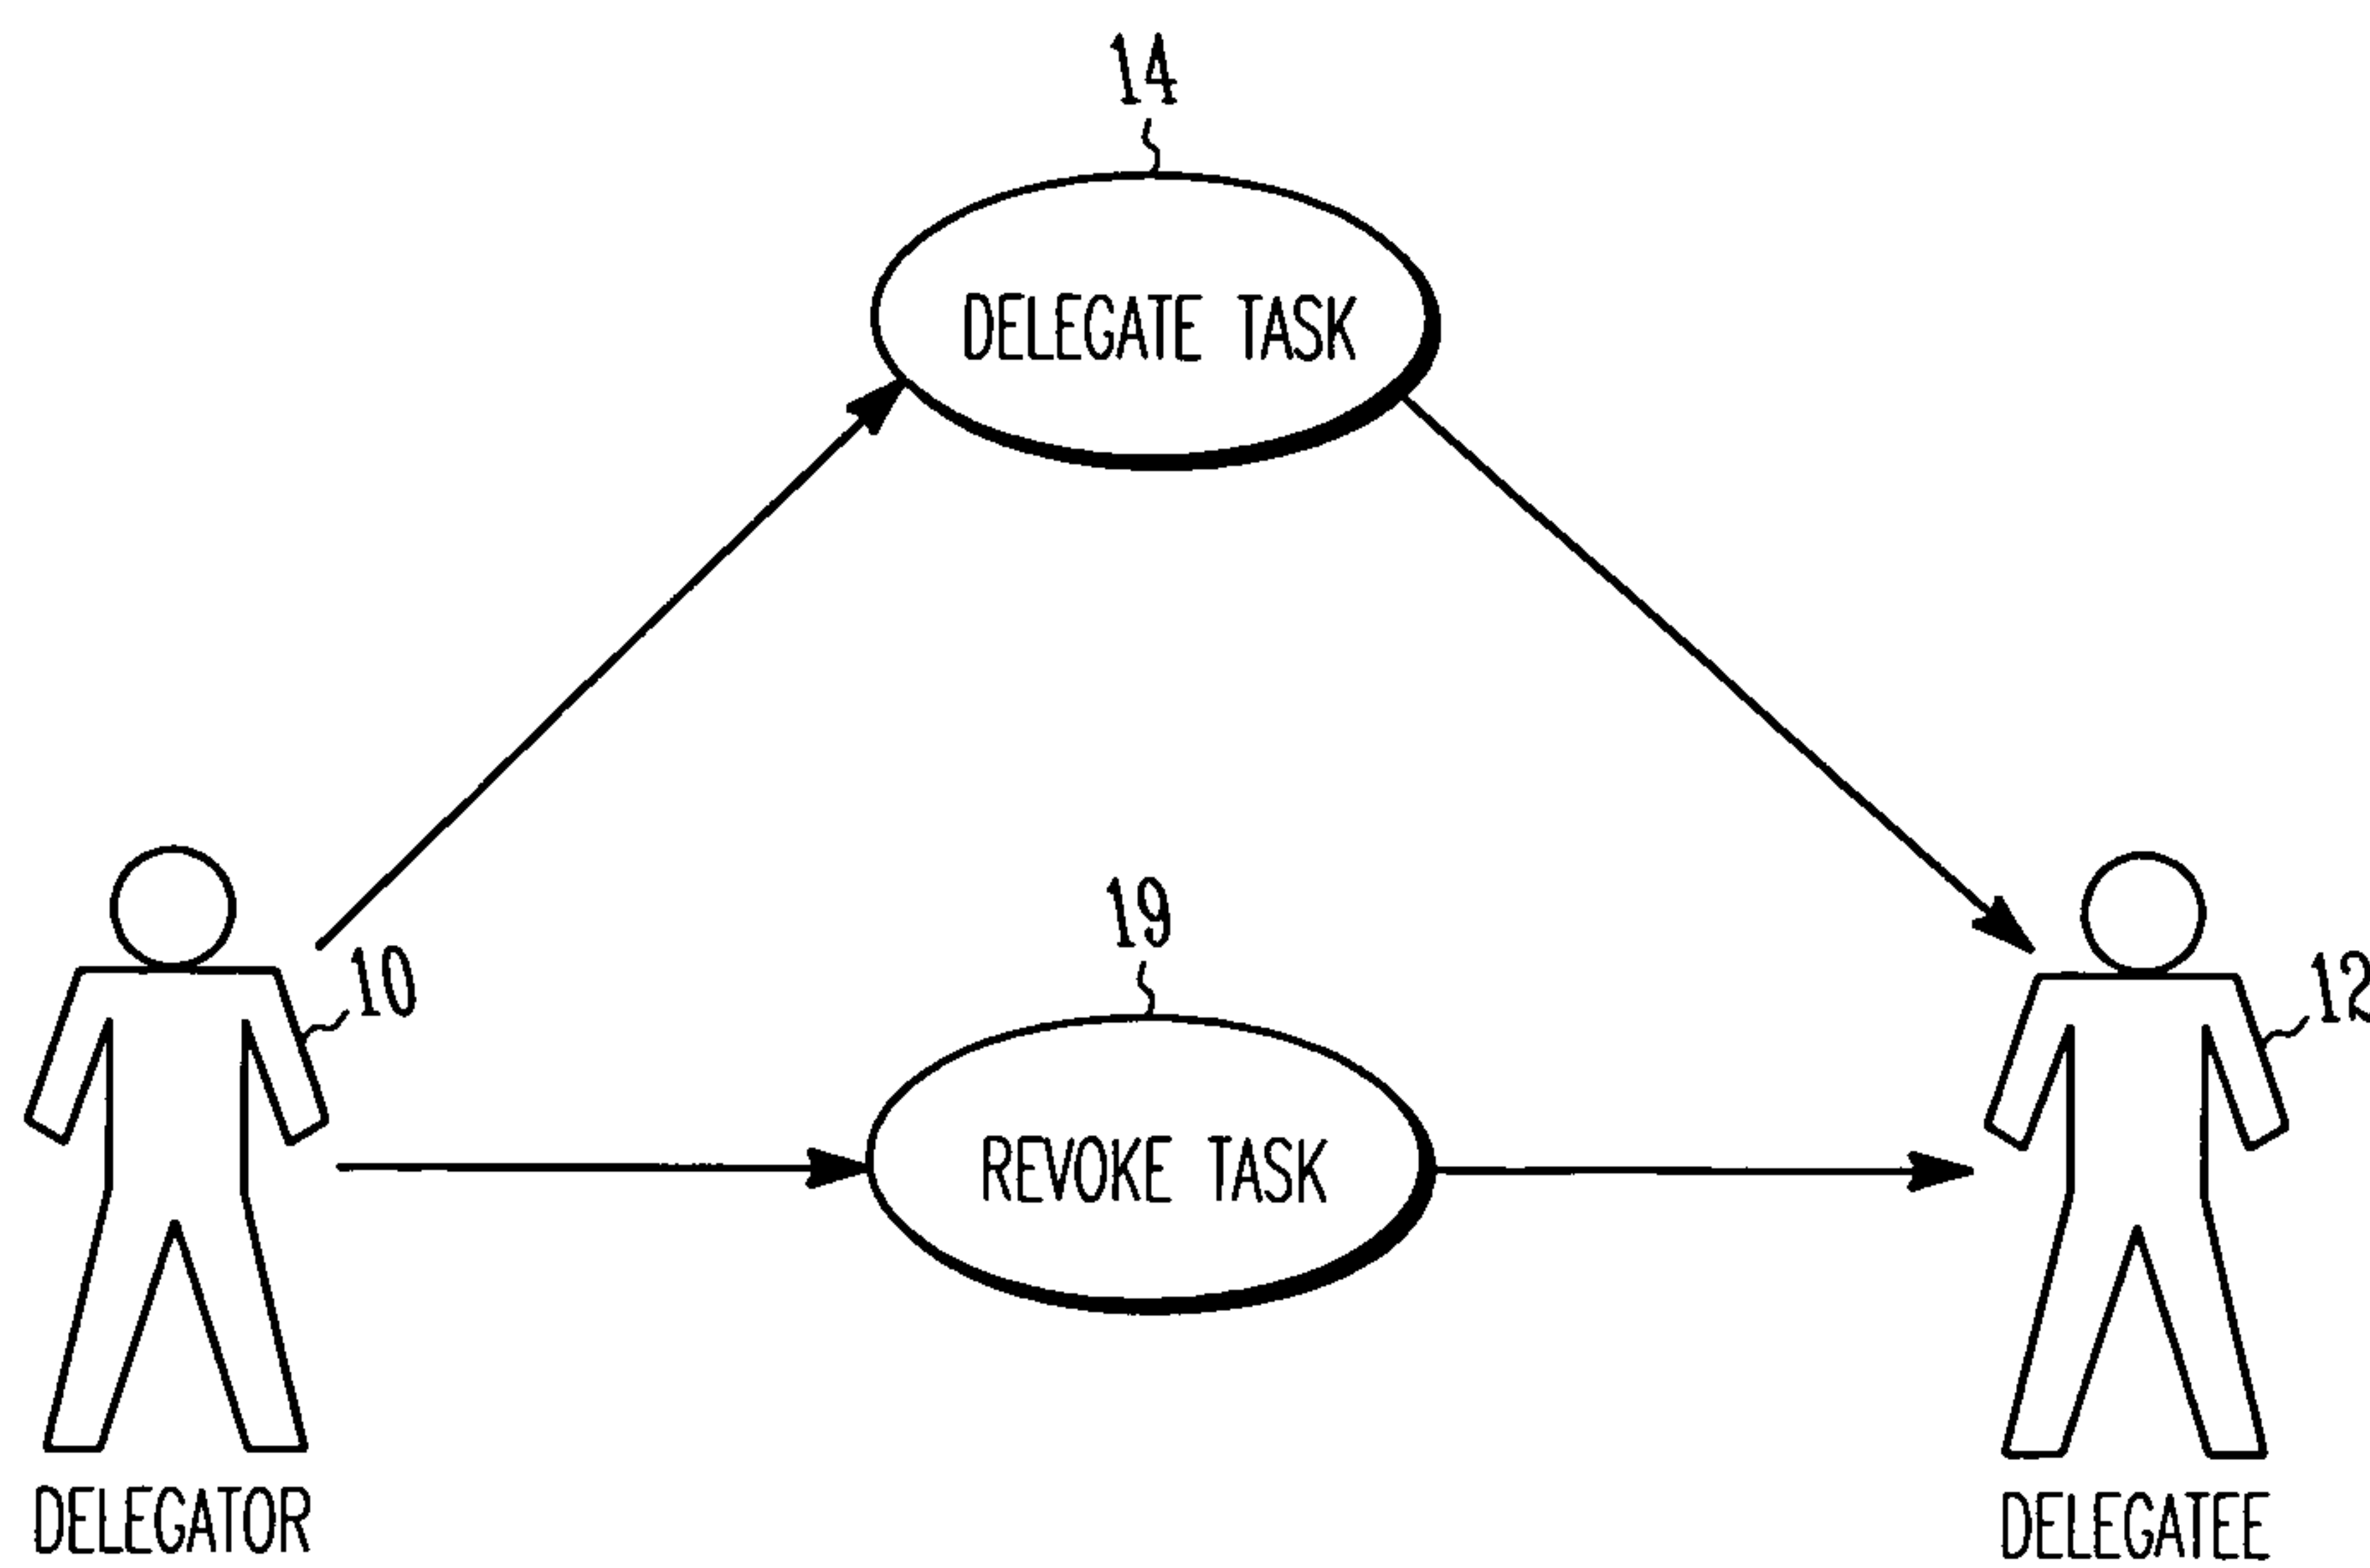 14
DELEGATE TASK
19
10
12
REVOKE TASK
DELEGATOR
DELEGATEE